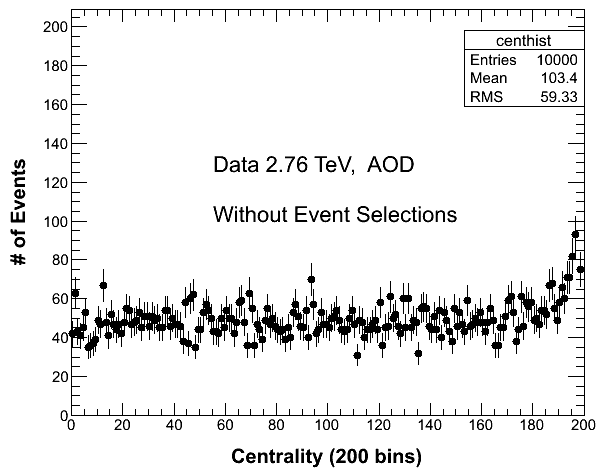 centhist
Entries 10000
Mean 103.4
RMS 59.33
Data 2.76 TeV, AOD
Without Event Selections
# of Events
200
180
160
140
120
100
80
60
40
20
0
0 20 40 60 80 100 120 140 160 180 200
Centrality (200 bins)